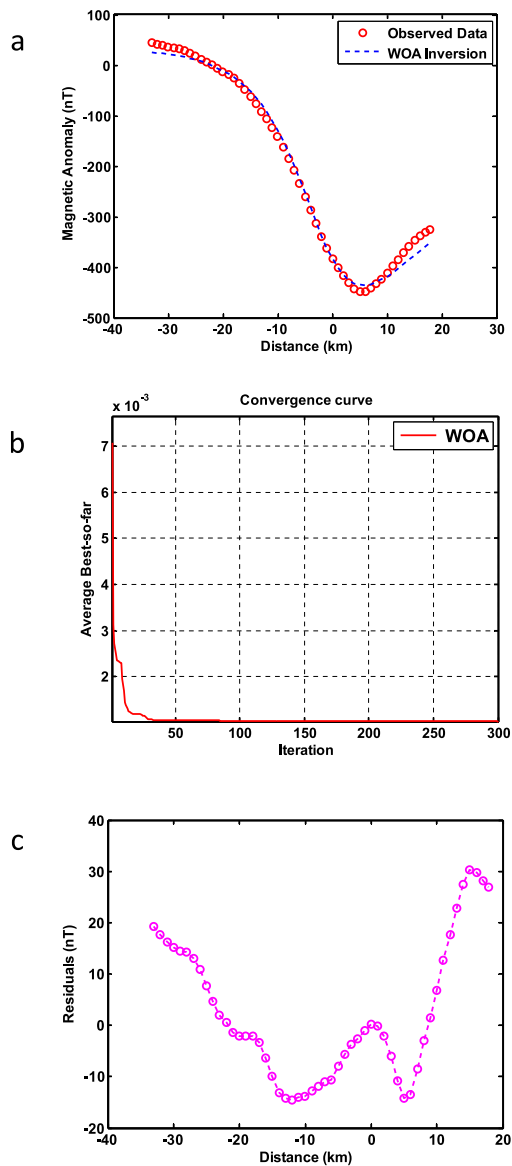 a
Magnetic Anomaly (nT)
100
0
-100
-200
-300
-400
-500
Observed Data
WOA Inversion
-40 -30 -20 -10 0 10 20 30
Distance (km)
b
x 10⁻³
Convergence curve
Average Best-so-far
7
6
5
4
3
2
WOA
50 100 150 200 250 300
Iteration
c
Residuals (nT)
40
30
20
10
0
-10
-20
-40 -30 -20 -10 0 10 20
Distance (km)